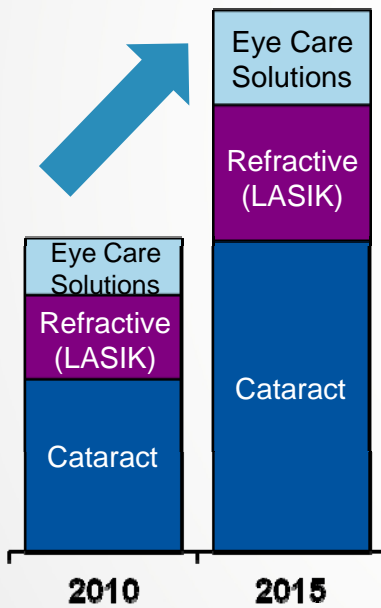 Eye Care
Solutions
Refractive
(LASIK)
Cataract
Eye Care
Solutions
Refractive
(LASIK)
Cataract
2010
2015